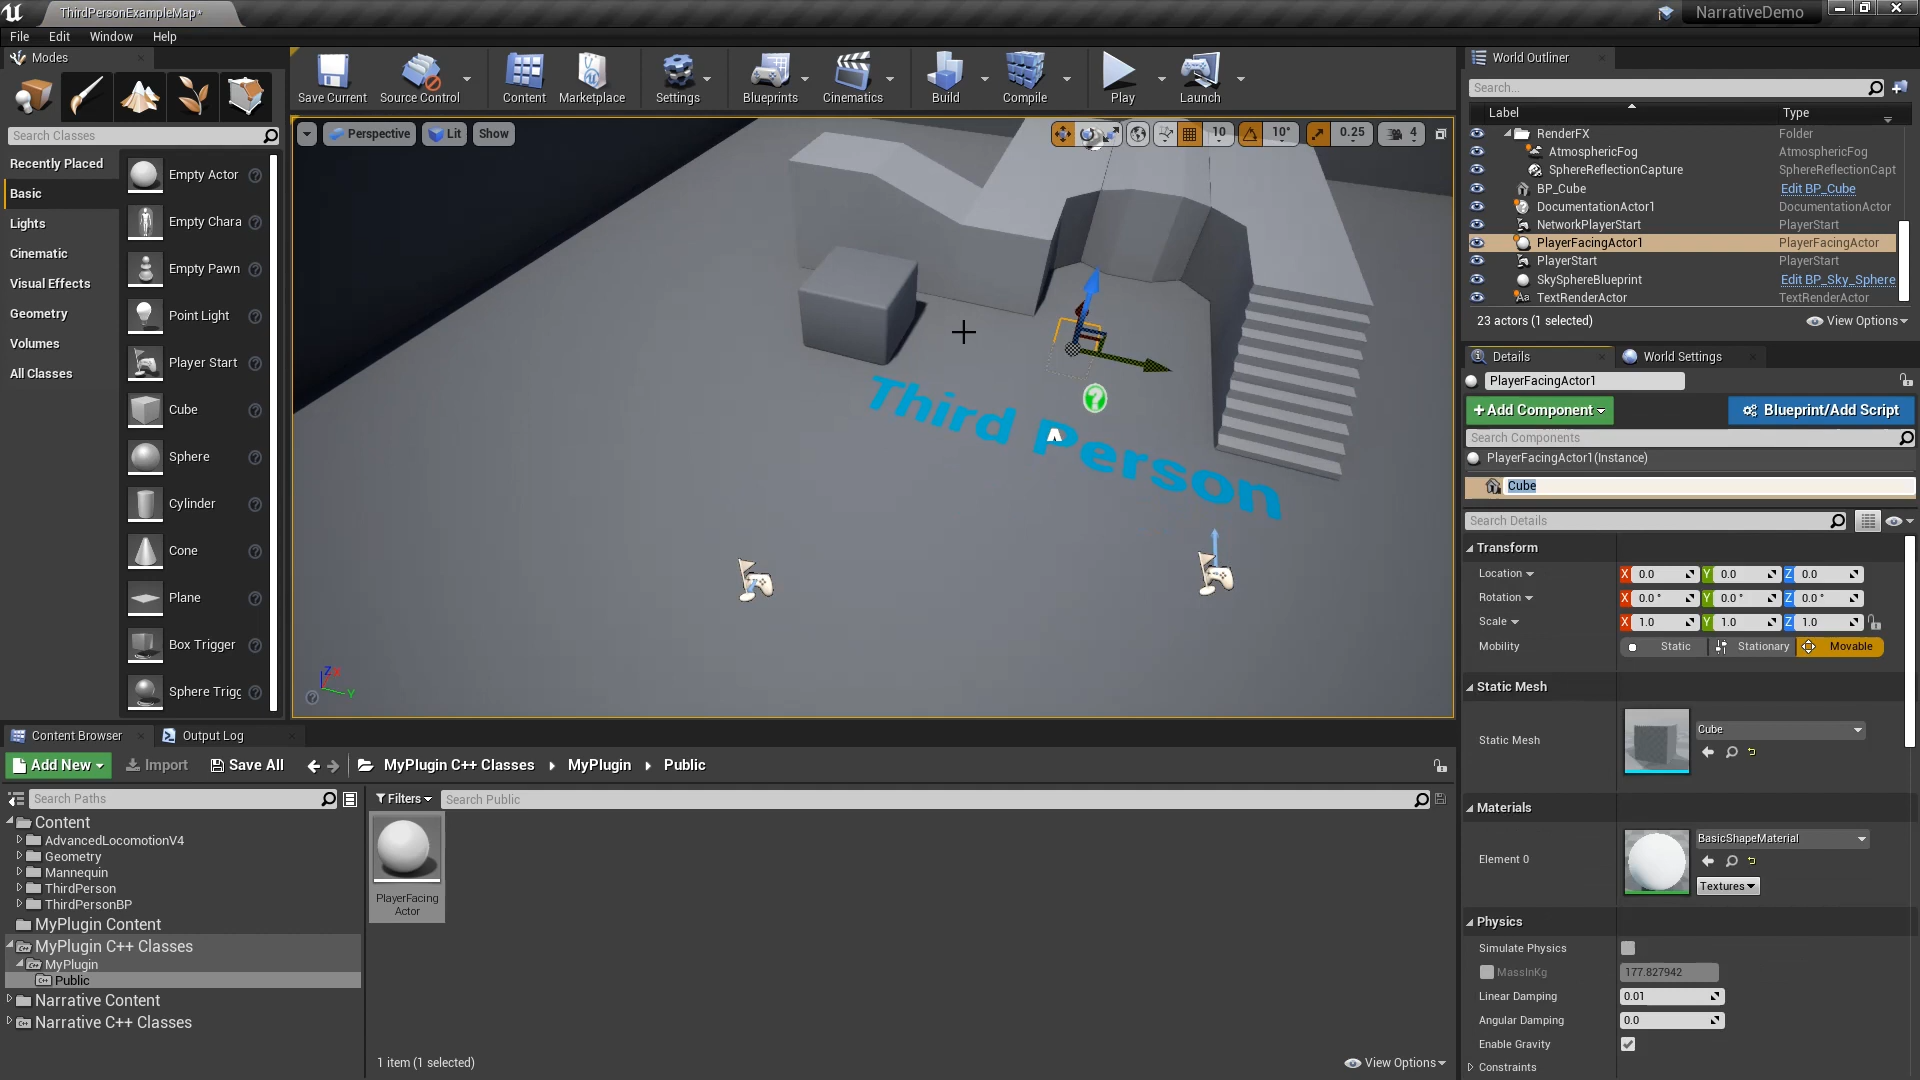 ThirdPersonExampleMap*
NarrativeDemo
File Edit Window Help
Modes
Search Classes
Recently Placed
Basic
Lights
Cinematic
Visual Effects
Geometry
Volumes
All Classes
Empty Actor
Empty Chara
Empty Pawn
Point Light
Player Start
Cube
Sphere
Cylinder
Cone
Plane
Box Trigger
Sphere Trigg
Save Current
Source Control
Content
Marketplace
Settings
Blueprints
Cinematics
Build
Compile
Play
Launch
Perspective Lit Show
10 10° 0.25 4
Third Person
Z X Y
World Outliner
Search...
Label Type
RenderFX Folder
AtmosphericFog AtmosphericFog
SphereReflectionCapture SphereReflectionCapt
BP_Cube Edit BP_Cube
DocumentationActor1 DocumentationActor
NetworkPlayerStart PlayerStart
PlayerFacingActor1 PlayerFacingActor
PlayerStart PlayerStart
SkySphereBlueprint Edit BP_Sky_Sphere
TextRenderActor TextRenderActor
23 actors (1 selected) View Options
Details World Settings
PlayerFacingActor1
+Add Component Blueprint/Add Script
Search Components
PlayerFacingActor1(Instance)
Cube
Search Details
Transform
Location X 0.0 Y 0.0 Z 0.0
Rotation X 0.0° Y 0.0° Z 0.0°
Scale X 1.0 Y 1.0 Z 1.0
Mobility Static Stationary Movable
Static Mesh
Static Mesh Cube
Materials
Element 0 BasicShapeMaterial
Textures
Physics
Simulate Physics
MassInKg 177.827942
Linear Damping 0.01
Angular Damping 0.0
Enable Gravity
Constraints
Content Browser Output Log
Add New Import Save All MyPlugin C++ Classes MyPlugin Public
Search Paths
Filters Search Public
Content
AdvancedLocomotionV4
Geometry
Mannequin
ThirdPerson
ThirdPersonBP
MyPlugin Content
MyPlugin C++ Classes
MyPlugin
Public
Narrative Content
Narrative C++ Classes
PlayerFacing
Actor
1 item (1 selected) View Options